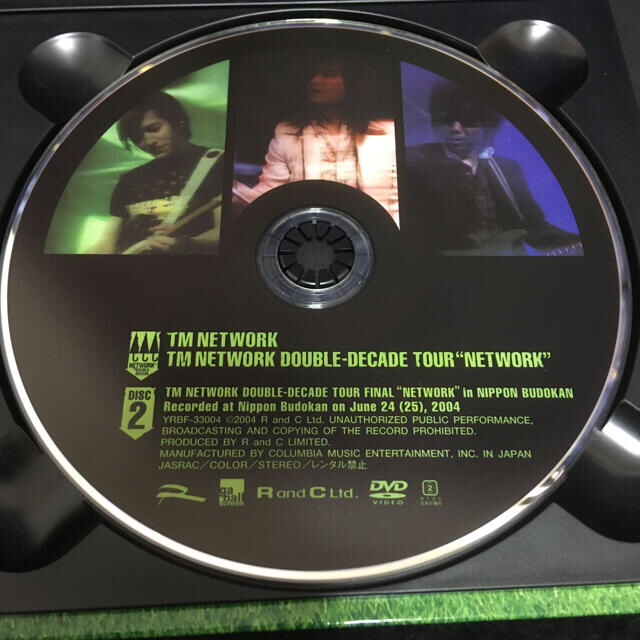 TM NETWORK
TM NETWORK DOUBLE-DECADE TOUR“NETWORK”
NETWORK™
DOUBLE
DECADE
DISC
2
TM NETWORK DOUBLE-DECADE TOUR FINAL “NETWORK” in NIPPON BUDOKAN
Recorded at Nippon Budokan on June 24 (25), 2004
YRBF-33004 ©2004 R and C Ltd. UNAUTHORIZED PUBLIC PERFORMANCE,
BROADCASTING AND COPYING OF THE RECORD PROHIBITED.
PRODUCED BY R and C LIMITED.
MANUFACTURED BY COLUMBIA MUSIC ENTERTAINMENT, INC. IN JAPAN
JASRAC／COLOR／STEREO／レンタル禁止
R and C Ltd.
DVD
VIDEO
2